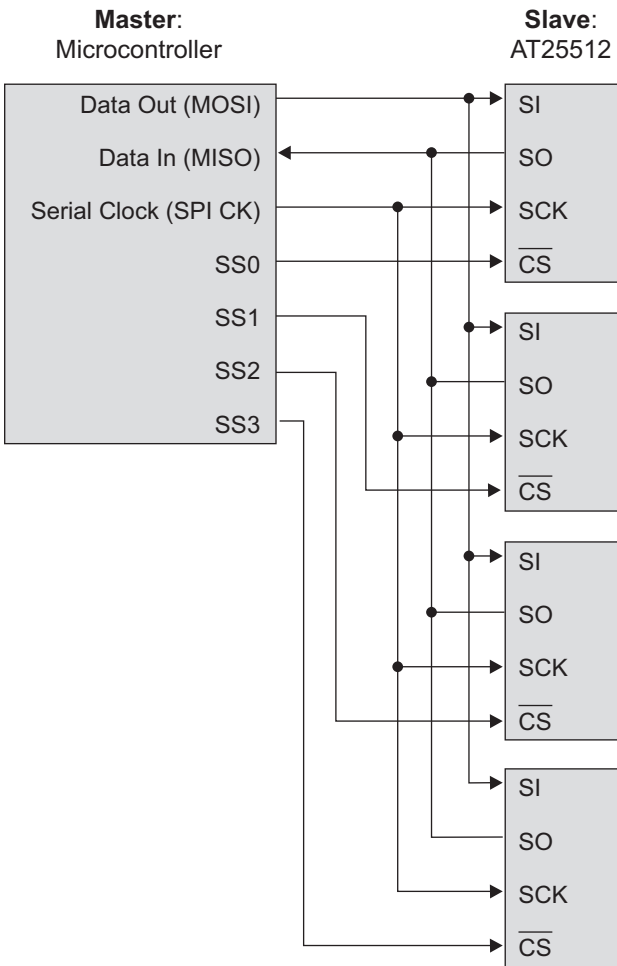 Master:
Microcontroller
Slave:
AT25512
Data Out (MOSI)
Data In (MISO)
Serial Clock (SPI CK)
SS0
SS1
SS2
SS3
SI
SO
SCK
CS
SI
SO
SCK
CS
SI
SO
SCK
CS
SI
SO
SCK
CS